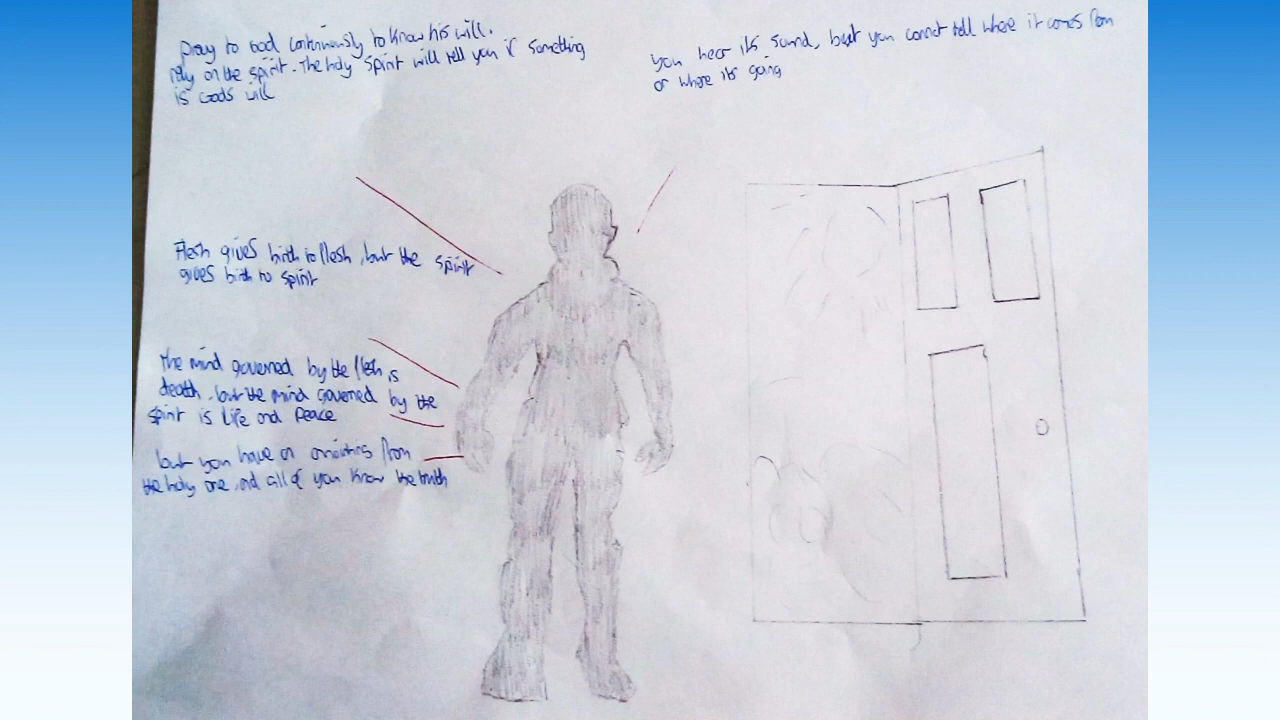 pray to God continuously to know his will.
rely on the spirit. The holy spirit will tell you if something
is Gods will
you hear its sound, but you cannot tell where it comes from
or where its going
Flesh gives birth to flesh, but the spirit
gives birth to spirit
The mind governed by the flesh is
death, but the mind governed by the
spirit is life and peace
but you have an anointing from
the holy one, and all of you know the truth